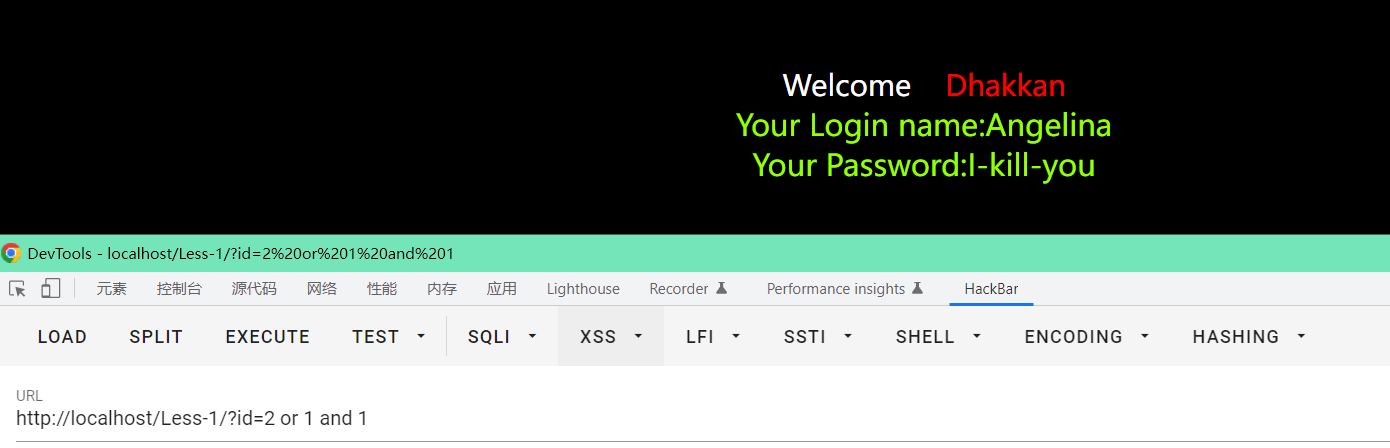 Welcome Dhakkan
Your Login name:Angelina
Your Password:I-kill-you
DevTools - localhost/Less-1/?id=2%20or%201%20and%201
元素 控制台 源代码 网络 性能 内存 应用 Lighthouse Recorder Performance insights HackBar
LOAD SPLIT EXECUTE TEST SQLI XSS LFI SSTI SHELL ENCODING HASHING
URL
http://localhost/Less-1/?id=2 or 1 and 1